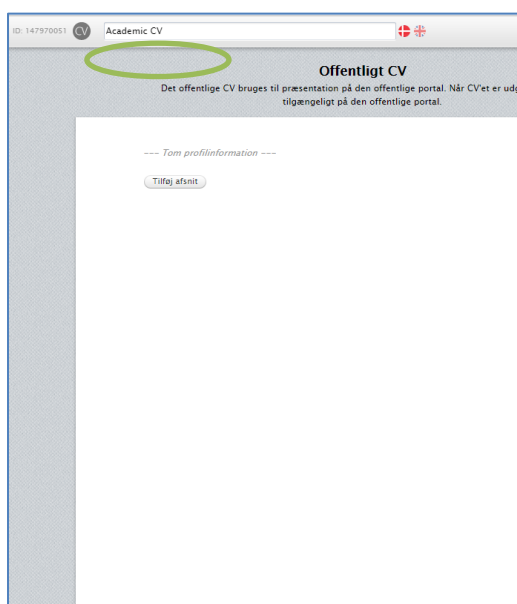 ID: 147970051 CV Academic CV
Offentligt CV
Det offentlige CV bruges til præsentation på den offentlige portal. Når CV'et er udg
tilgængeligt på den offentlige portal.
--- Tom profilinformation ---
Tilføj afsnit